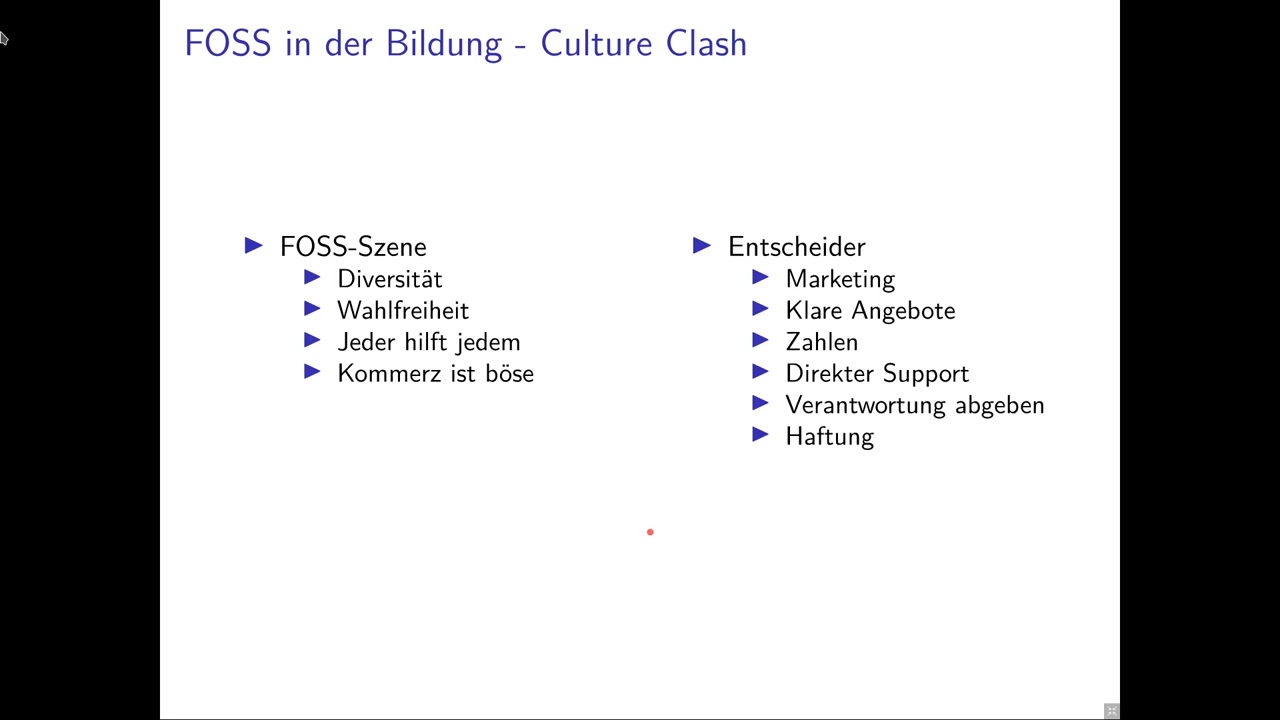 FOSS in der Bildung - Culture Clash
FOSS-Szene
Diversität
Wahlfreiheit
Jeder hilft jedem
Kommerz ist böse
Entscheider
Marketing
Klare Angebote
Zahlen
Direkter Support
Verantwortung abgeben
Haftung